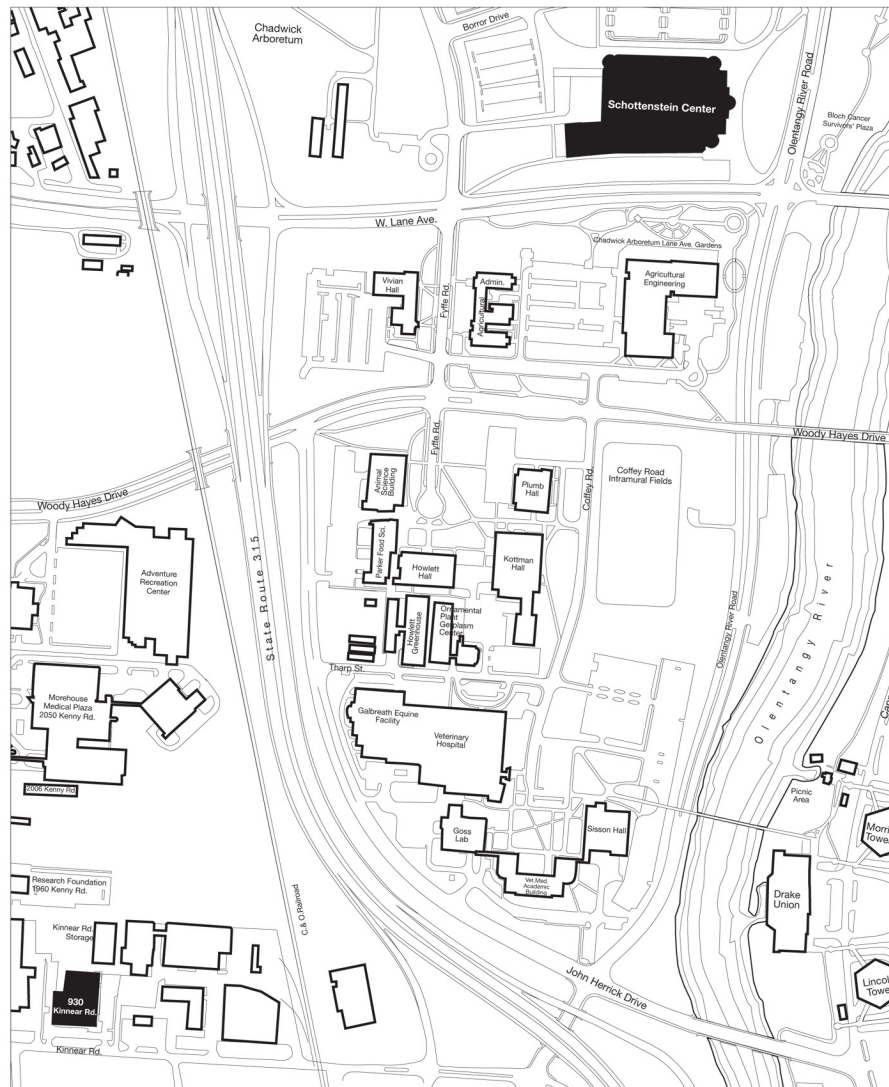 Borror Drive
Chadwick
Arboretum
Schottenstein Center
Olentangy River Road
Bloch Cancer
Survivors' Plaza
W. Lane Ave.
Chadwick Arboretum Lane Ave. Gardens
Vivian
Hall
Fyffe Rd.
Admin.
Agricultural
Agricultural
Engineering
Woody Hayes Drive
Fyffe Rd.
Coffey Rd.
Animal
Science
Building
Plumb
Hall
Coffey Road
Intramural Fields
Woody Hayes Drive
State Route 315
Adventure
Recreation
Center
Parker Food Sci.
Howlett
Hall
Kottman
Hall
Olentangy River
Olentangy River Road
Howlett
Greenhouse
Ornamental
Plant
Geroplasm
Center
Tharp St.
Morehouse
Medical Plaza
2050 Kenny Rd.
Galbreath Equine
Facility
Veterinary
Hospital
2006 Kenny Rd.
Picnic
Area
Goss
Lab
Sisson Hall
Vet.Med.
Academic
Building
Morri
Tower
Drake
Union
Research Foundation
1960 Kenny Rd.
C & O Railroad
Kinnear Rd.
Storage
930
Kinnear Rd.
John Herrick Drive
Lincol
Towe
Kinnear Rd.